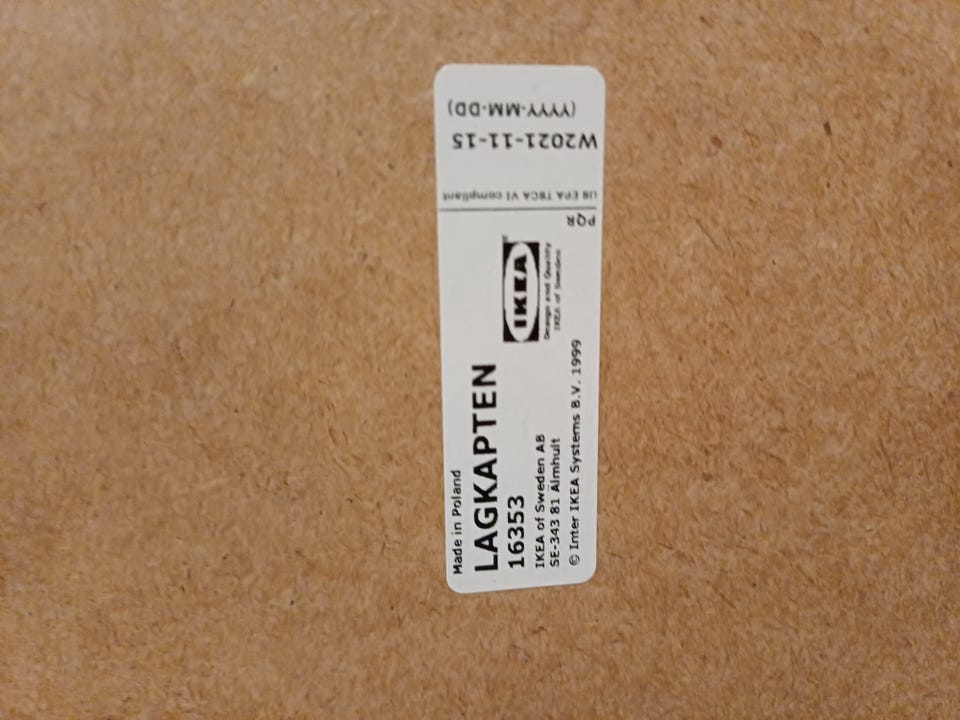 Made in Poland
LAGKAPTEN
16353
IKEA of Sweden AB
SE-343 81 Älmhult
© Inter IKEA Systems B.V. 1999
IKEA
Design and Quality
IKEA of Sweden
PQR
US EPA TSCA VI compliant
W2021-11-15
(YYYY-MM-DD)